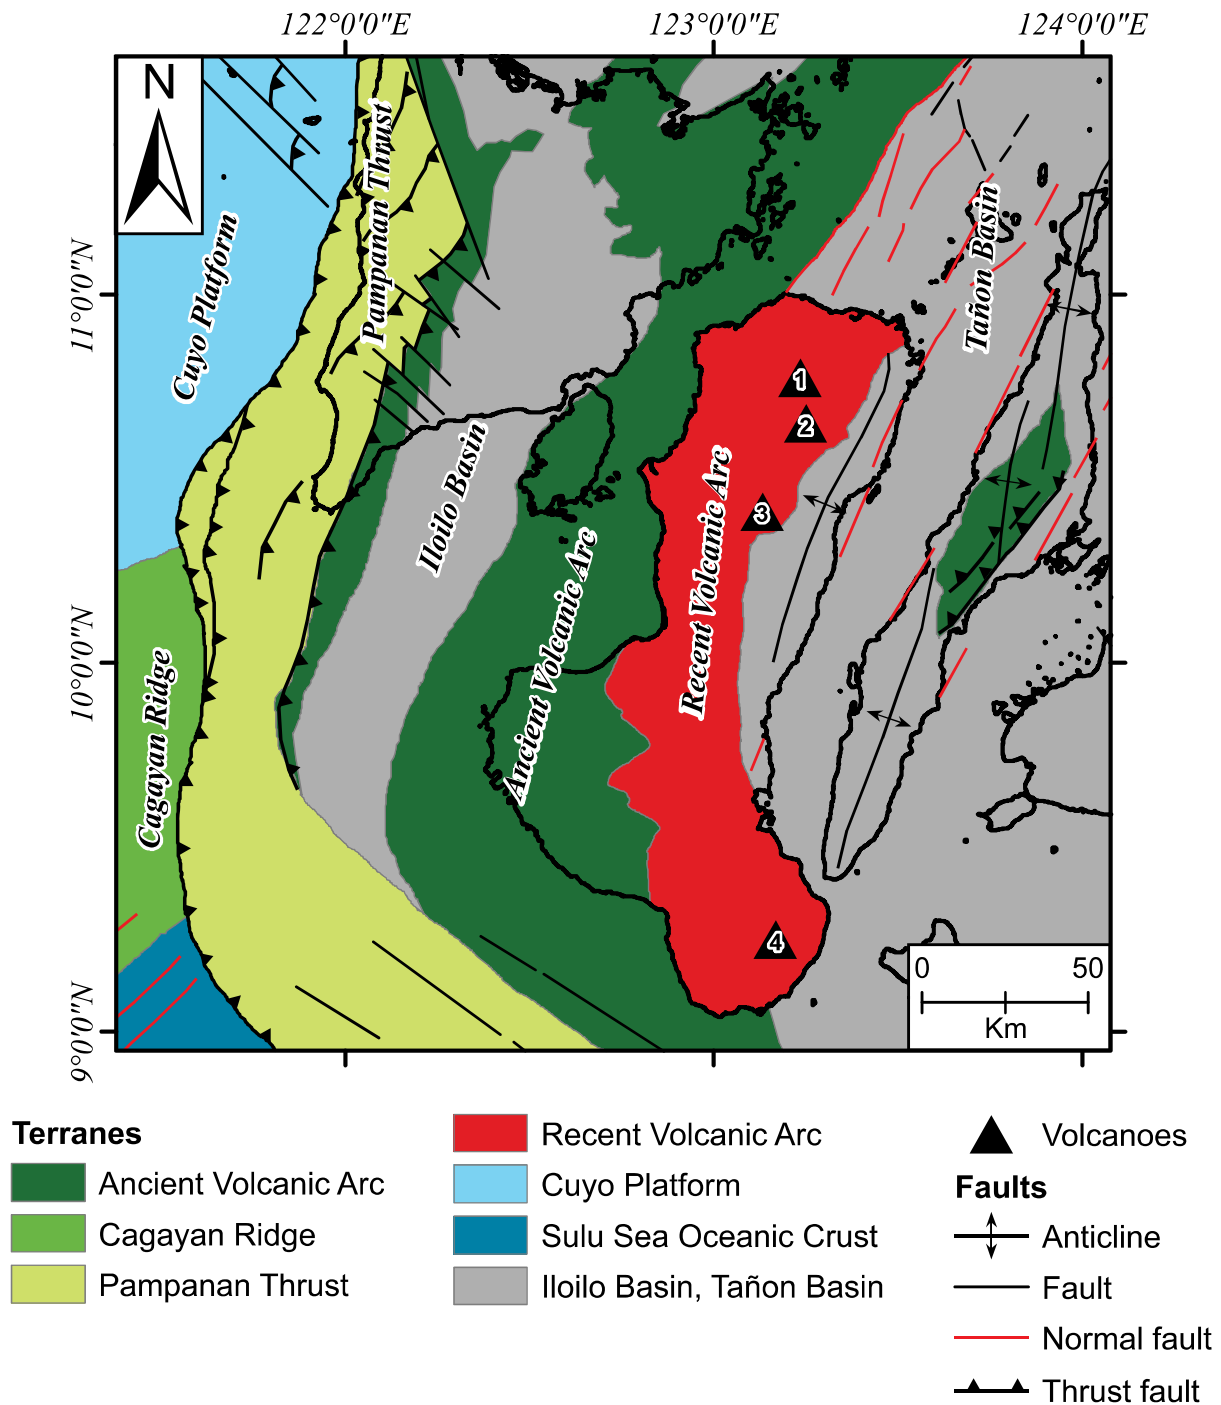 122°0'0"E
123°0'0"E
124°0'0"E
N
11°0'0"N
10°0'0"N
9°0'0"N
Pampanan Thrust
Cuyo Platform
Tañon Basin
Iloilo Basin
Recent Volcanic Arc
Ancient Volcanic Arc
Cagayan Ridge
1
2
3
4
0
50
Km
Terranes
Ancient Volcanic Arc
Cagayan Ridge
Pampanan Thrust
Recent Volcanic Arc
Cuyo Platform
Sulu Sea Oceanic Crust
Iloilo Basin, Tañon Basin
Volcanoes
Faults
Anticline
Fault
Normal fault
Thrust fault